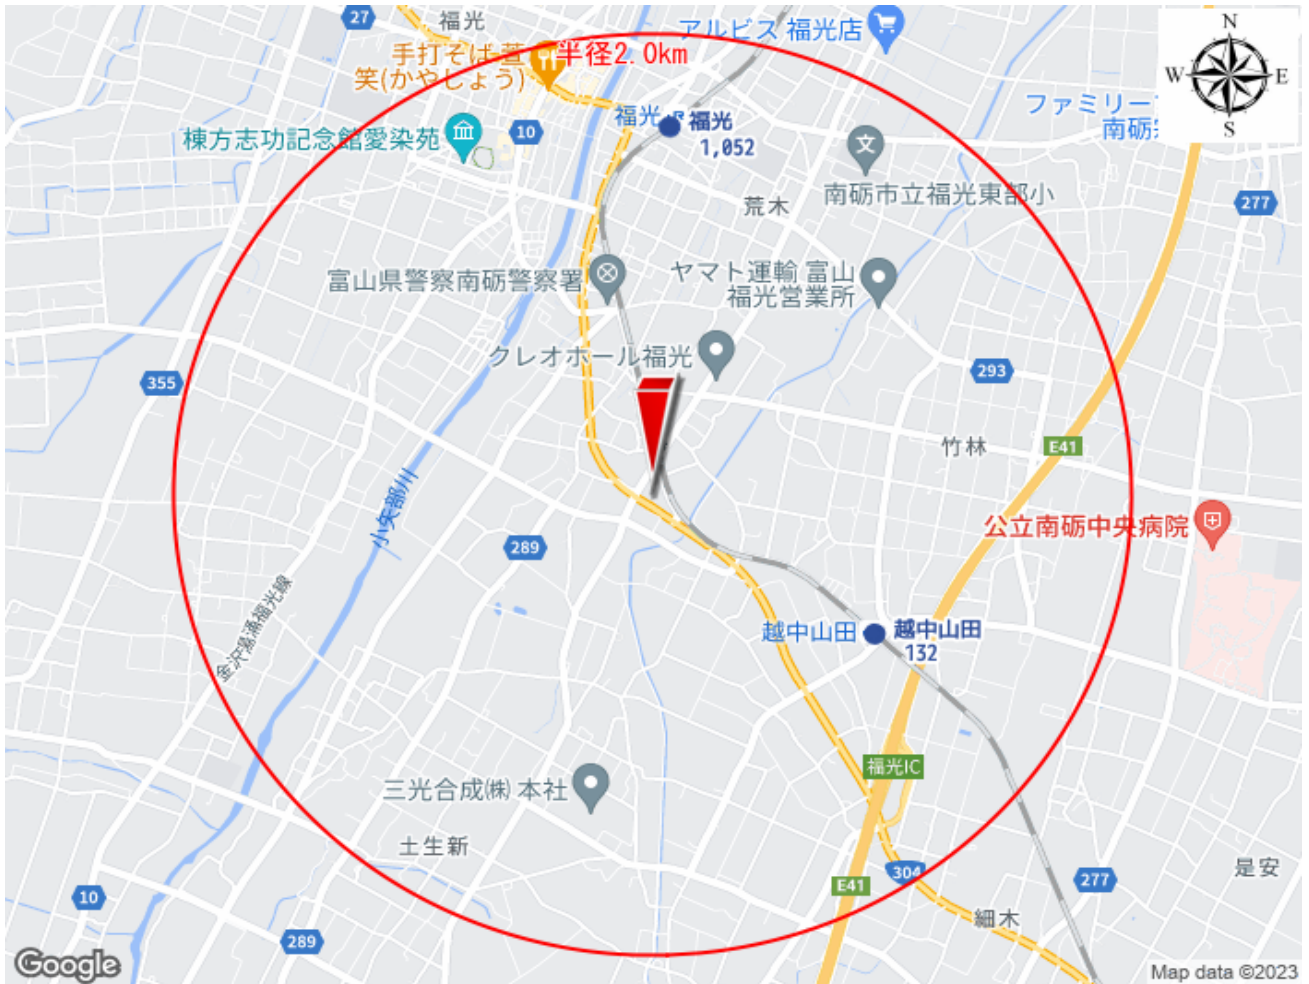 27
福光
アルビス 福光店
N
W
E
S
手打そば 萱
笑(かやしょう)
半径2.0km
ファミリー
南砺
福光
福光
1,052
10
棟方志功記念館愛染苑
南砺市立福光東部小
荒木
277
富山県警察南砺警察署
ヤマト運輸 富山
福光営業所
クレオホール福光
355
293
竹林
E41
小矢部川
289
公立南砺中央病院
金沢湯涌福光線
越中山田
越中山田
132
福光IC
三光合成㈱ 本社
土生新
304
E41
277
是安
10
細木
289
Google
Map data ©2023